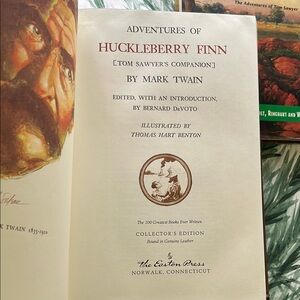 The Adventures of Tom Sawyer
ADVENTURES OF
HUCKLEBERRY FINN
[TOM SAWYER'S COMPANION]
BY MARK TWAIN
EDITED, WITH AN INTRODUCTION,
BY BERNARD DeVOTO
ILLUSTRATED BY
THOMAS HART BENTON
RINEHART AND
TWAIN 1835-1910
The 100 Greatest Books Ever Written
COLLECTOR'S EDITION
Bound in Genuine Leather
The Easton Press
NORWALK, CONNECTICUT